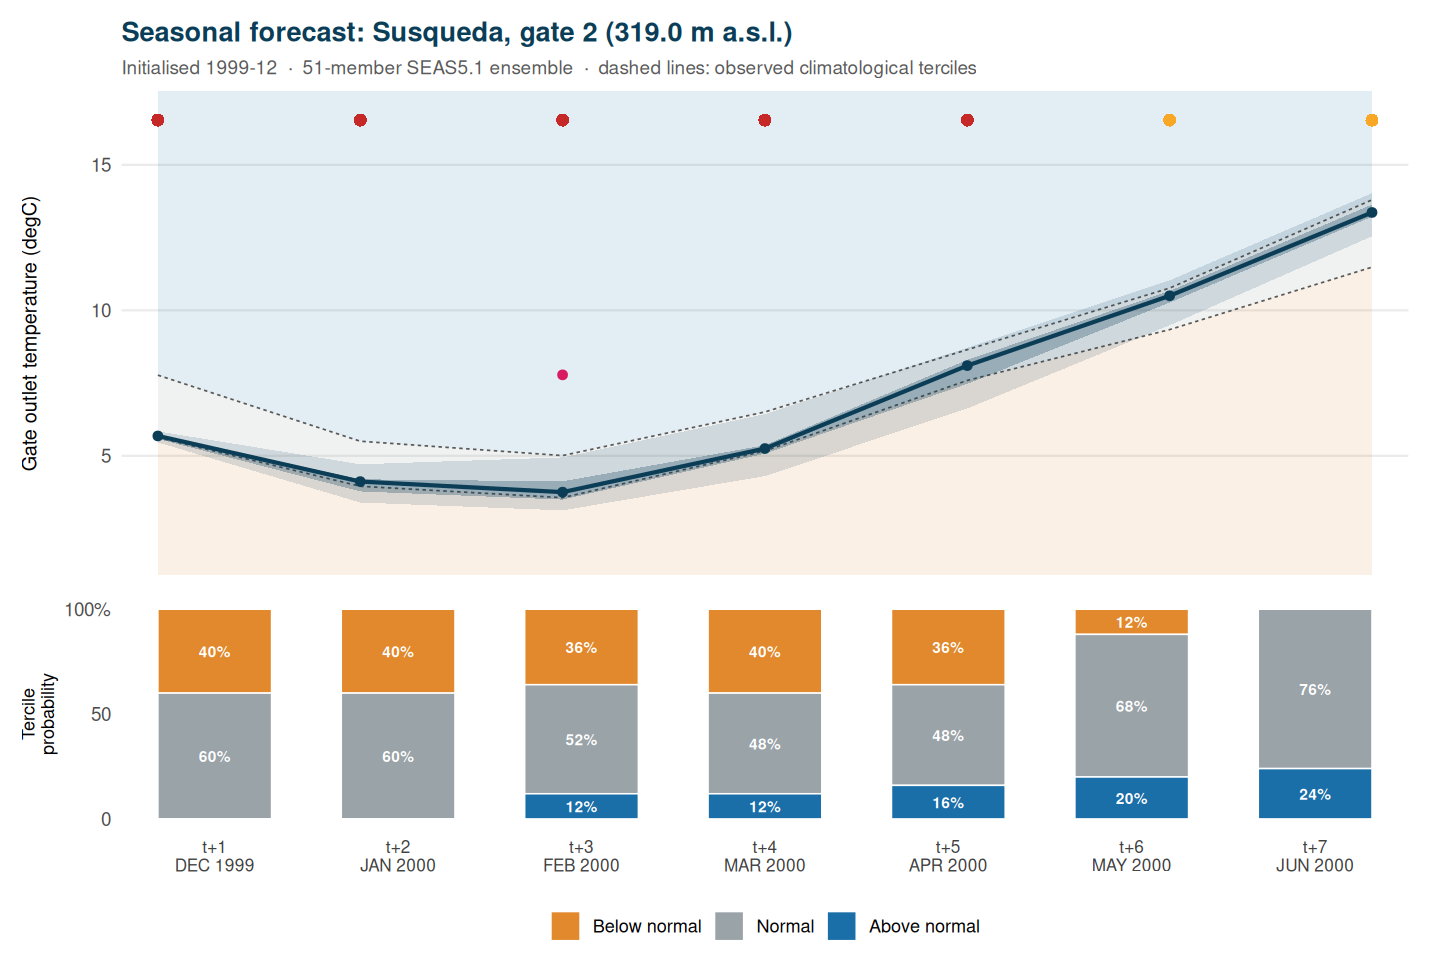 Seasonal forecast: Susqueda, gate 2 (319.0 m a.s.l.)
Initialised 1999-12 · 51-member SEAS5.1 ensemble · dashed lines: observed climatological terciles
Gate outlet temperature (degC)
15
10
5
Tercile
probability
100%
50
0
40% 40% 36% 40% 36% 12%
60% 60% 52% 48% 48% 68% 76%
12% 12% 16% 20% 24%
t+1 t+2 t+3 t+4 t+5 t+6 t+7
DEC 1999 JAN 2000 FEB 2000 MAR 2000 APR 2000 MAY 2000 JUN 2000
Below normal Normal Above normal